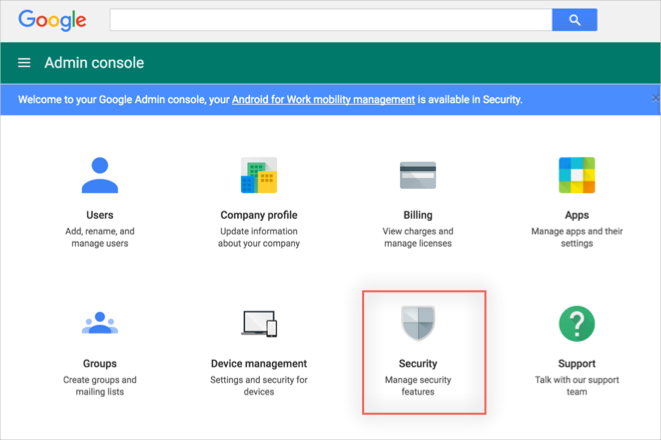 Google
Admin console
Welcome to your Google Admin console, your Android for Work mobility management is available in Security.
Users
Add, rename, and
manage users
Company profile
Update information
about your company
Billing
View charges and
manage licenses
Apps
Manage apps and their
settings
Groups
Create groups and
mailing lists
Device management
Settings and security for
devices
Security
Manage security
features
Support
Talk with our support
team